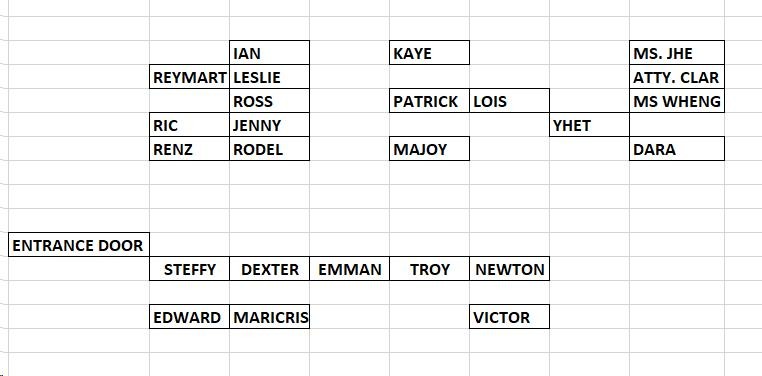 IAN KAYE MS. JHE
REYMART LESLIE ATTY. CLAR
ROSS PATRICK LOIS MS WHENG
RIC JENNY YHET
RENZ RODEL MAJOY DARA
ENTRANCE DOOR
STEFFY DEXTER EMMAN TROY NEWTON
EDWARD MARICRIS VICTOR